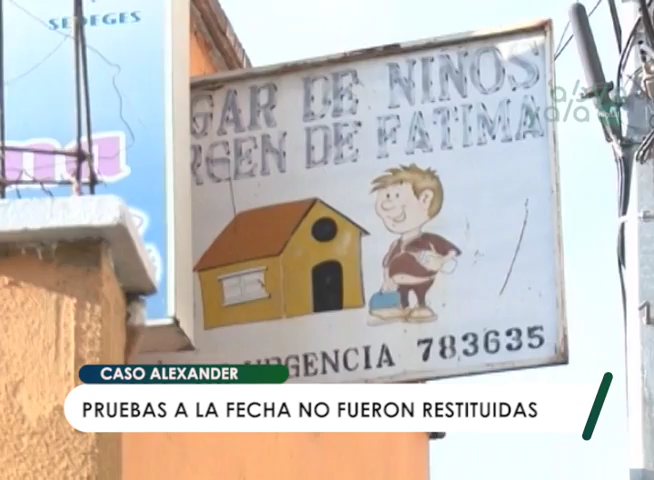 SEDEGES
GAR DE NIÑOS
RGEN DE FATIMA
URGENCIA 783635
CASO ALEXANDER
PRUEBAS A LA FECHA NO FUERON RESTITUIDAS